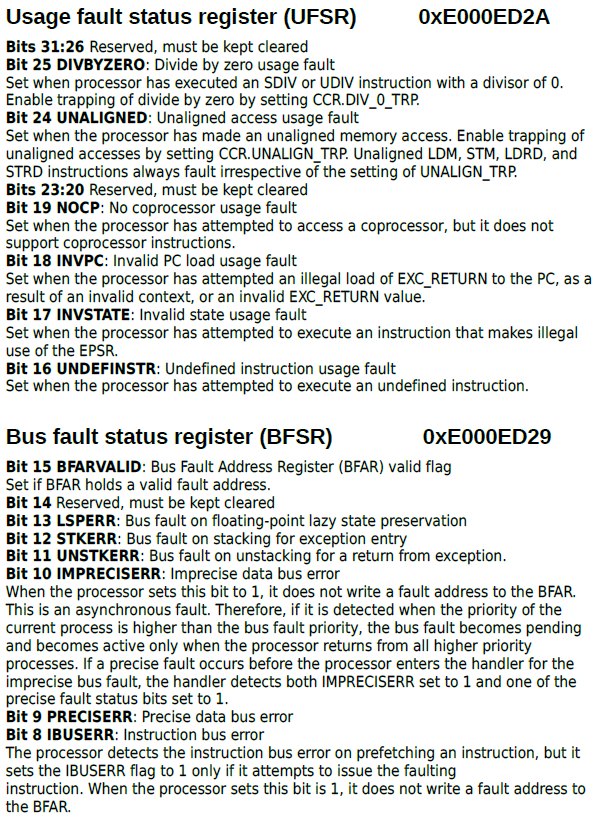 Usage fault status register (UFSR) 0xE000ED2A
Bits 31:26 Reserved, must be kept cleared
Bit 25 DIVBYZERO: Divide by zero usage fault
Set when processor has executed an SDIV or UDIV instruction with a divisor of 0.
Enable trapping of divide by zero by setting CCR.DIV_0_TRP.
Bit 24 UNALIGNED: Unaligned access usage fault
Set when the processor has made an unaligned memory access. Enable trapping of
unaligned accesses by setting CCR.UNALIGN_TRP. Unaligned LDM, STM, LDRD, and
STRD instructions always fault irrespective of the setting of UNALIGN_TRP.
Bits 23:20 Reserved, must be kept cleared
Bit 19 NOCP: No coprocessor usage fault
Set when the processor has attempted to access a coprocessor, but it does not
support coprocessor instructions.
Bit 18 INVPC: Invalid PC load usage fault
Set when the processor has attempted an illegal load of EXC_RETURN to the PC, as a
result of an invalid context, or an invalid EXC_RETURN value.
Bit 17 INVSTATE: Invalid state usage fault
Set when the processor has attempted to execute an instruction that makes illegal
use of the EPSR.
Bit 16 UNDEFINSTR: Undefined instruction usage fault
Set when the processor has attempted to execute an undefined instruction.
Bus fault status register (BFSR) 0xE000ED29
Bit 15 BFARVALID: Bus Fault Address Register (BFAR) valid flag
Set if BFAR holds a valid fault address.
Bit 14 Reserved, must be kept cleared
Bit 13 LSPERR: Bus fault on floating-point lazy state preservation
Bit 12 STKERR: Bus fault on stacking for exception entry
Bit 11 UNSTKERR: Bus fault on unstacking for a return from exception.
Bit 10 IMPRECISERR: Imprecise data bus error
When the processor sets this bit to 1, it does not write a fault address to the BFAR.
This is an asynchronous fault. Therefore, if it is detected when the priority of the
current process is higher than the bus fault priority, the bus fault becomes pending
and becomes active only when the processor returns from all higher priority
processes. If a precise fault occurs before the processor enters the handler for the
imprecise bus fault, the handler detects both IMPRECISERR set to 1 and one of the
precise fault status bits set to 1.
Bit 9 PRECISERR: Precise data bus error
Bit 8 IBUSERR: Instruction bus error
The processor detects the instruction bus error on prefetching an instruction, but it
sets the IBUSERR flag to 1 only if it attempts to issue the faulting
instruction. When the processor sets this bit is 1, it does not write a fault address to
the BFAR.